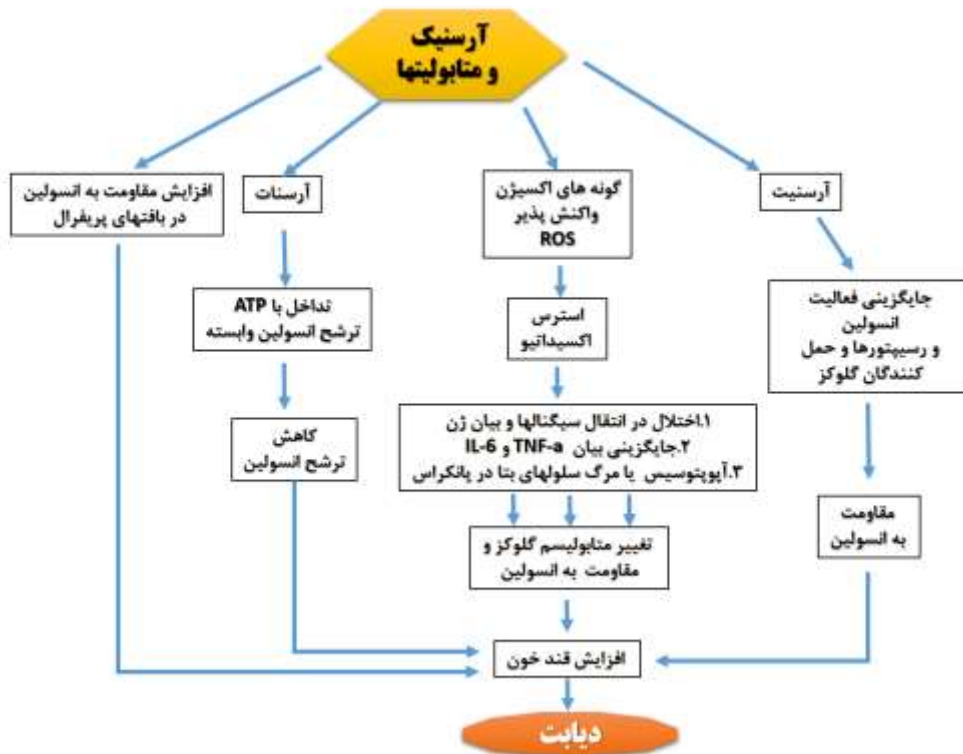 آرسنیک
و متابولیتها
گونه های اکسیژن
واکنش پذیر
ROS
آرسنیت
آرسنات
افزایش مقاومت به انسولین
در بافتهای پریفرال
جایگزینی فعالیت
انسولین
و رسیپتورها و حمل
کنندگان گلوکز
استرس
اکسیداتیو
تداخل با ATP
ترشح انسولین وابسته
۱.اختلال در انتقال سیگنالها و بیان ژن
۲.جایگزینی بیان TNF-a و IL-6
۳.آپوپتوسیس یا مرگ سلولهای بتا در پانکراس
کاهش
ترشح انسولین
مقاومت
به انسولین
تغییر متابولیسم گلوکز و
مقاومت به انسولین
افزایش قند خون
دیابت